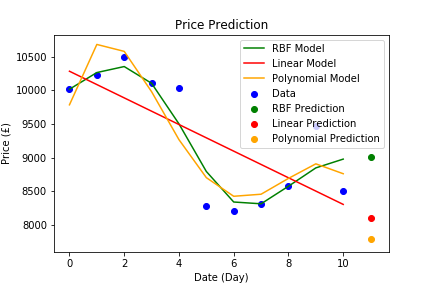 Price Prediction
Price (£)
10500
10000
9500
9000
8500
8000
RBF Model
Linear Model
Polynomial Model
Data
RBF Prediction
Linear Prediction
Polynomial Prediction
0
2
4
6
8
10
Date (Day)